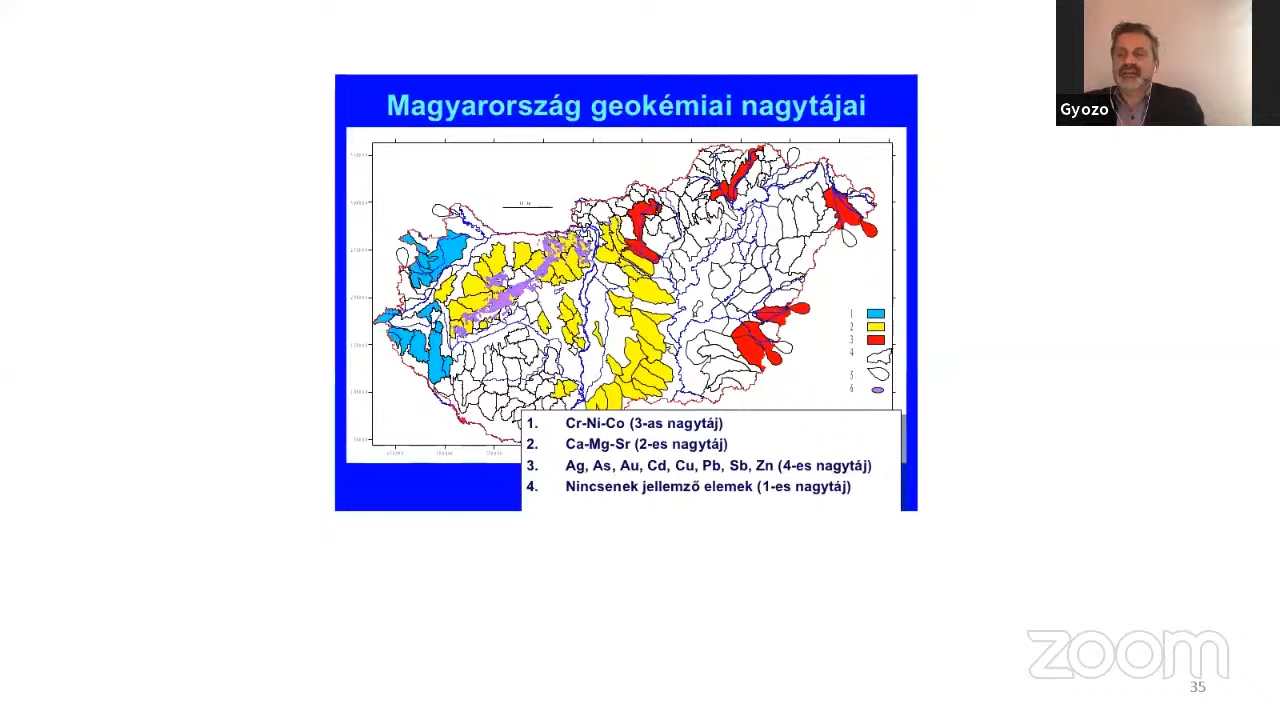 Gyozo
Magyarország geokémiai nagytájai
1
2
3
4
5
6
1. Cr-Ni-Co (3-as nagytáj)
2. Ca-Mg-Sr (2-es nagytáj)
3. Ag, As, Au, Cd, Cu, Pb, Sb, Zn (4-es nagytáj)
4. Nincsenek jellemző elemek (1-es nagytáj)
zoom
35